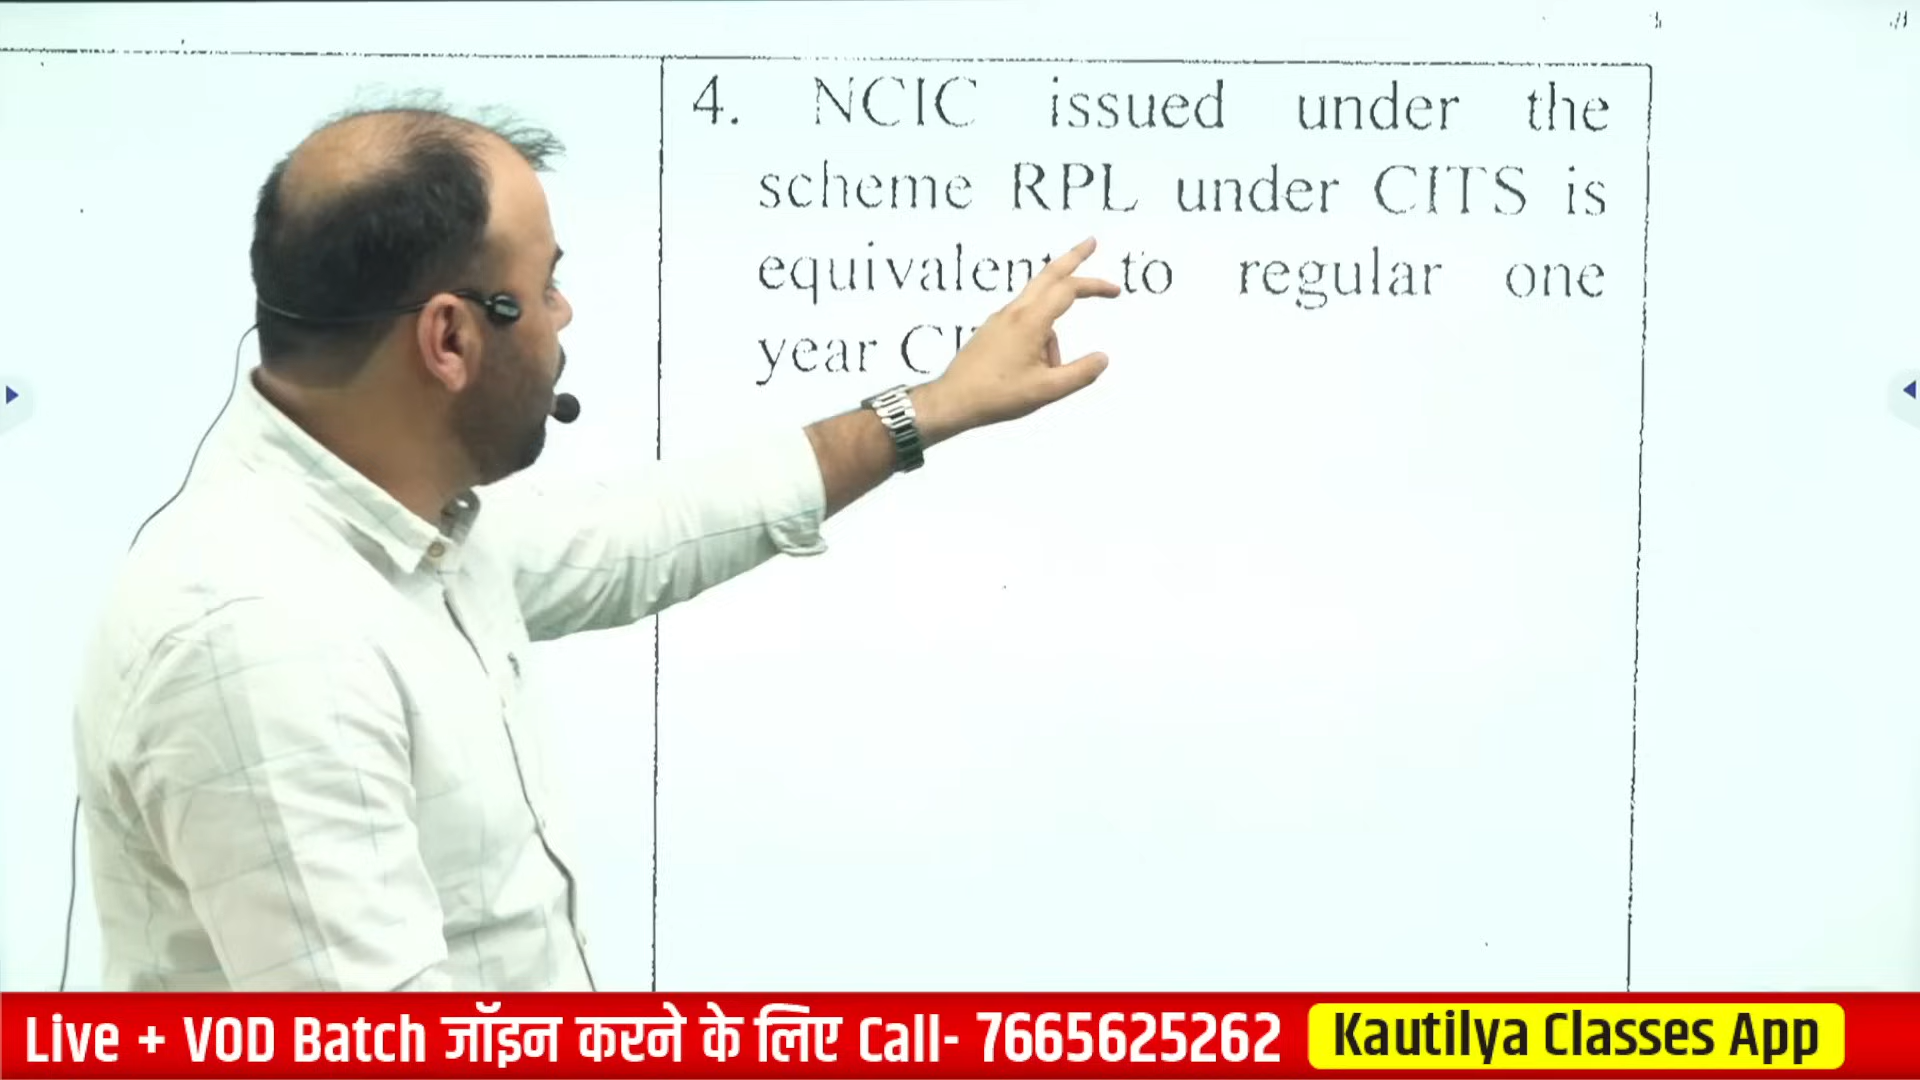 4. NCIC issued under the
scheme RPL under CITS is
equivalent to regular one
year
Live + VOD Batch जॉइन करने के लिए Call- 7665625262
Kautilya Classes App